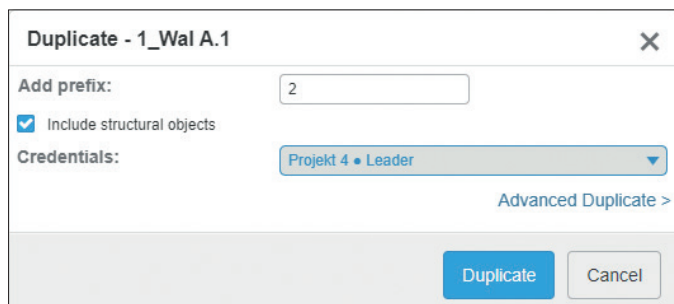 Duplicate - 1_Wal A.1
Add prefix: 2
Include structural objects
Credentials: Projekt 4 ● Leader
Advanced Duplicate >
Duplicate Cancel